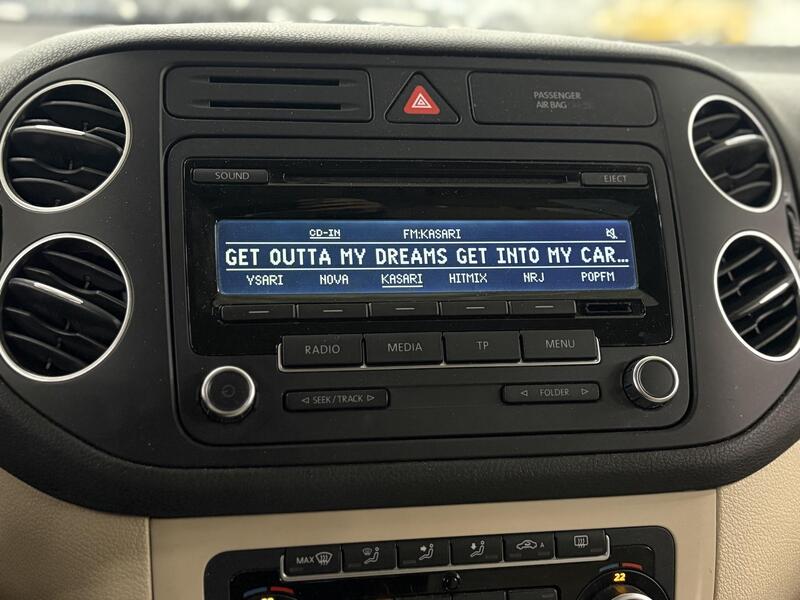 PASSENGER
AIR BAG
SOUND
EJECT
CD-IN FM:KASARI
GET OUTTA MY DREAMS GET INTO MY CAR...
YSARI NOVA KASARI HITMIX NRJ POPFM
RADIO MEDIA TP MENU
◁ SEEK / TRACK ▷
◁ FOLDER ▷
MAX A
22